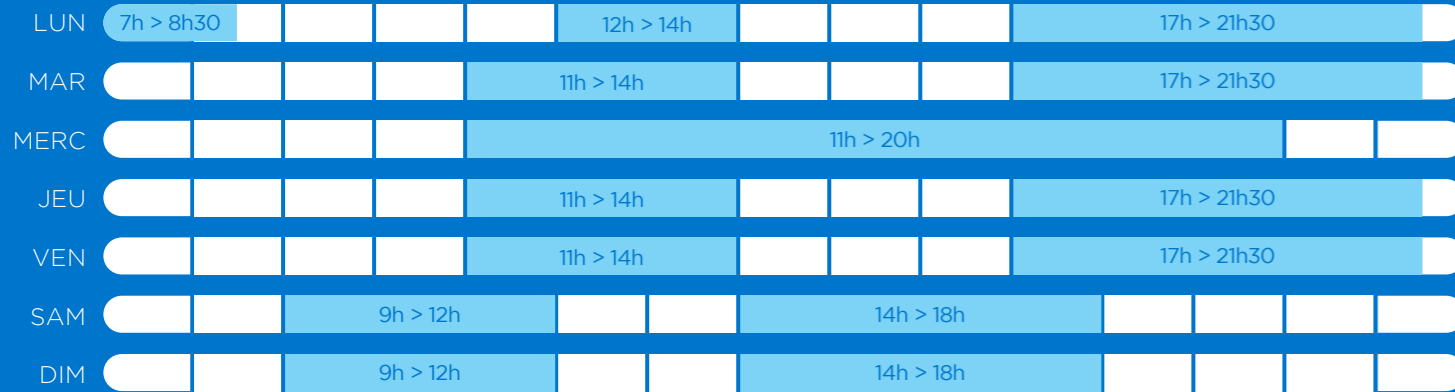 LUN 7h > 8h30 12h > 14h 17h > 21h30
MAR 11h > 14h 17h > 21h30
MERC 11h > 20h
JEU 11h > 14h 17h > 21h30
VEN 11h > 14h 17h > 21h30
SAM 9h > 12h 14h > 18h
DIM 9h > 12h 14h > 18h